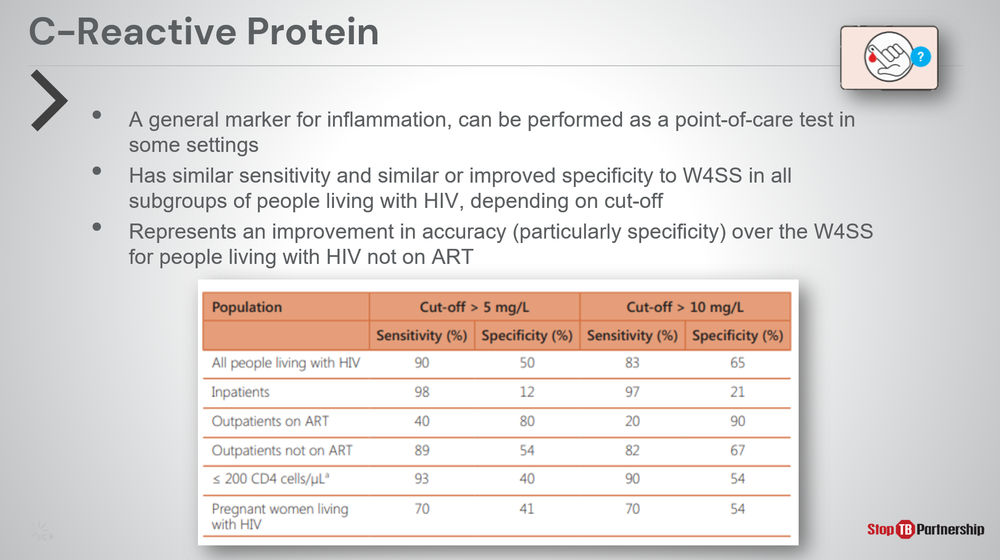 C-Reactive Protein
?
• A general marker for inflammation, can be performed as a point-of-care test in
some settings
• Has similar sensitivity and similar or improved specificity to W4SS in all
subgroups of people living with HIV, depending on cut-off
• Represents an improvement in accuracy (particularly specificity) over the W4SS
for people living with HIV not on ART
Population Cut-off > 5 mg/L Cut-off > 10 mg/L
Sensitivity (%) Specificity (%) Sensitivity (%) Specificity (%)
All people living with HIV 90 50 83 65
Inpatients 98 12 97 21
Outpatients on ART 40 80 20 90
Outpatients not on ART 89 54 82 67
≤ 200 CD4 cells/µLᵃ 93 40 90 54
Pregnant women living 70 41 70 54
with HIV
ICF
Stop TB Partnership